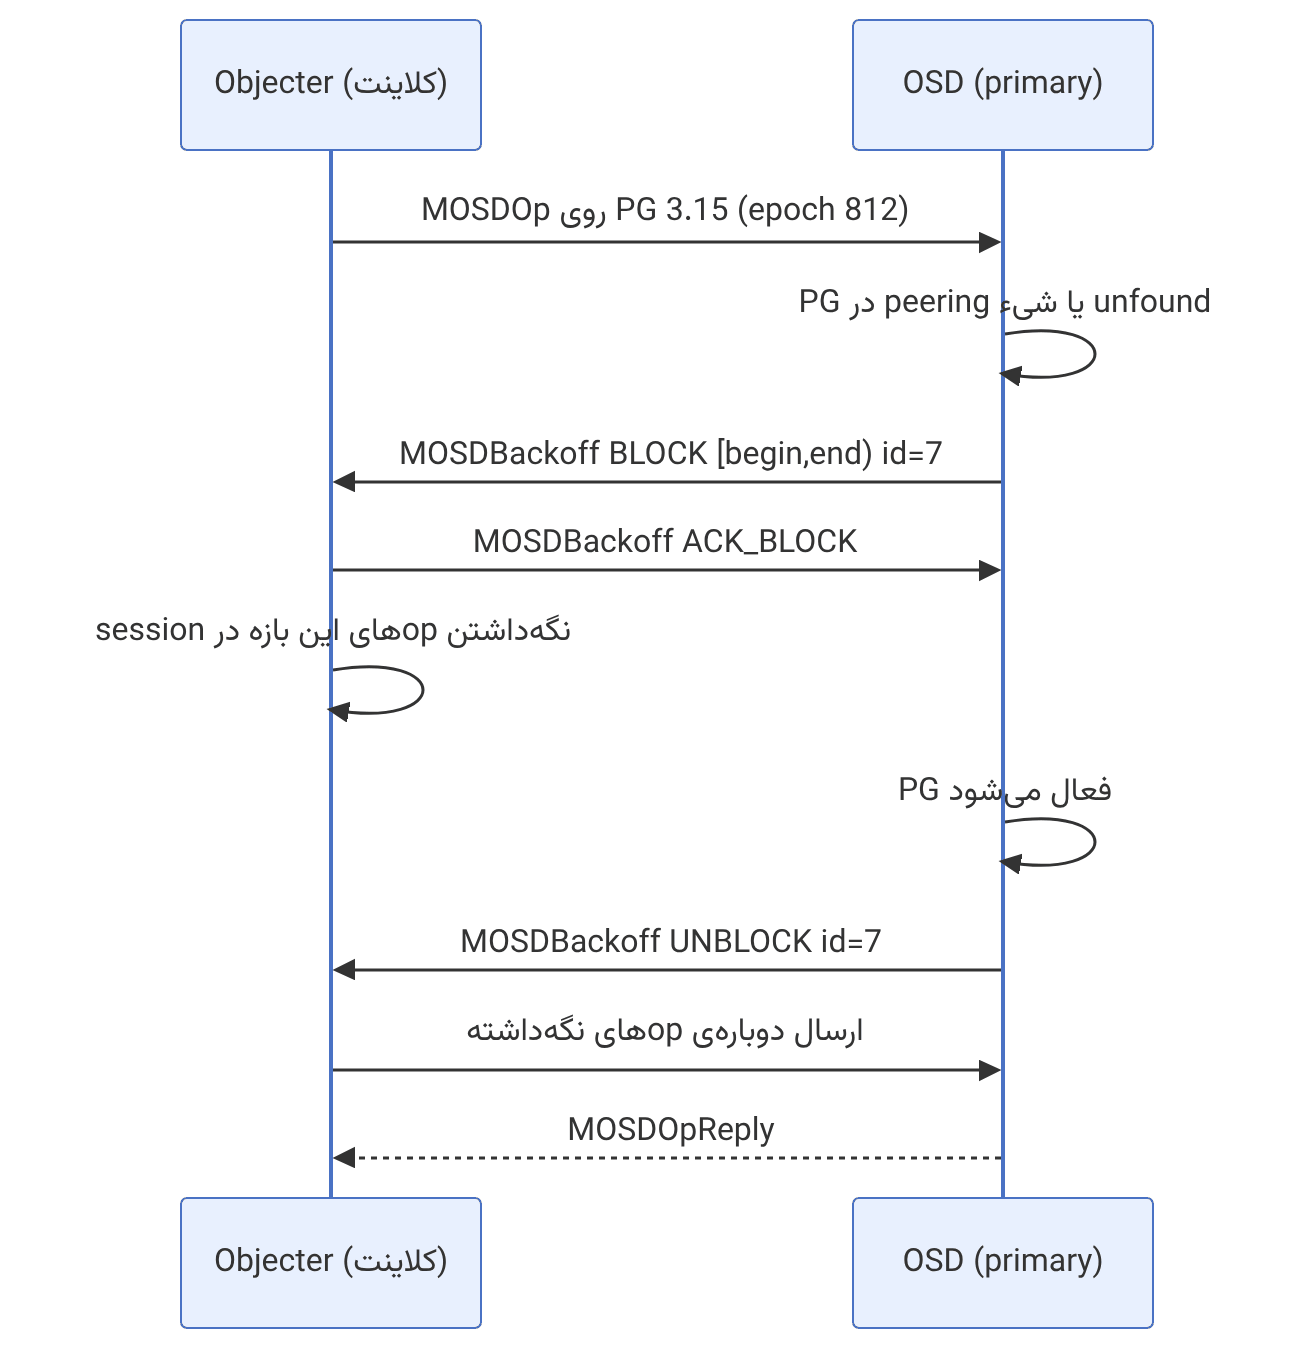 Objecter (کلاینت)
OSD (primary)
MOSDOp روی PG 3.15 (epoch 812)
PG در peering یا شیء unfound
MOSDBackoff BLOCK [begin,end) id=7
MOSDBackoff ACK_BLOCK
نگه‌داشتن opهای این بازه در session
PG فعال می‌شود
MOSDBackoff UNBLOCK id=7
ارسال دوباره‌ی opهای نگه‌داشته
MOSDOpReply
Objecter (کلاینت)
OSD (primary)